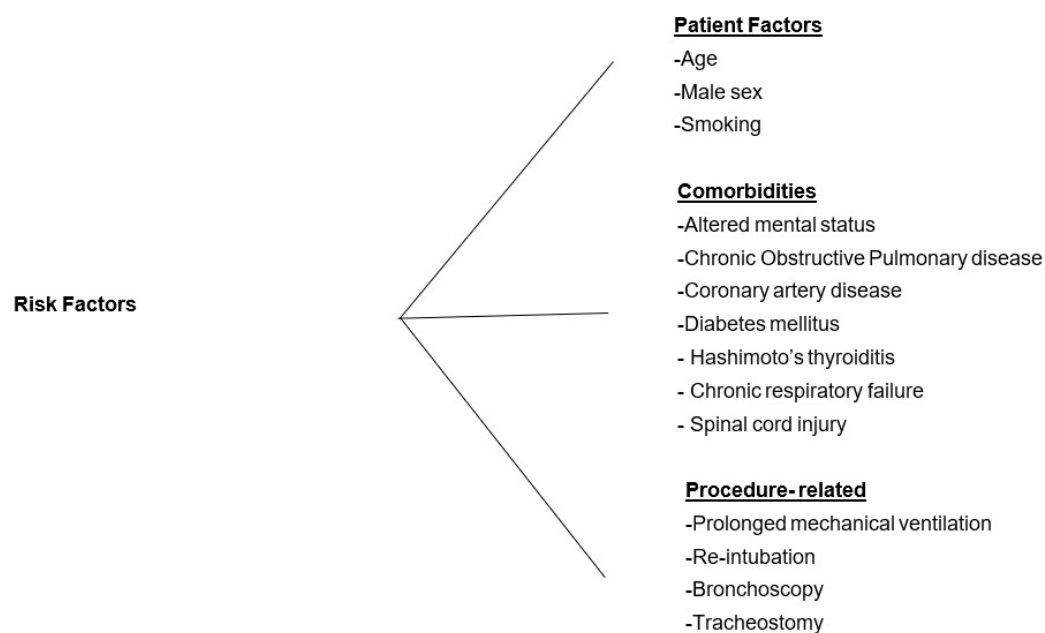 Patient Factors
-Age
-Male sex
-Smoking
Comorbidities
-Altered mental status
-Chronic Obstructive Pulmonary disease
-Coronary artery disease
Risk Factors
-Diabetes mellitus
- Hashimoto’s thyroiditis
- Chronic respiratory failure
- Spinal cord injury
Procedure- related
-Prolonged mechanical ventilation
-Re-intubation
-Bronchoscopy
-Tracheostomy